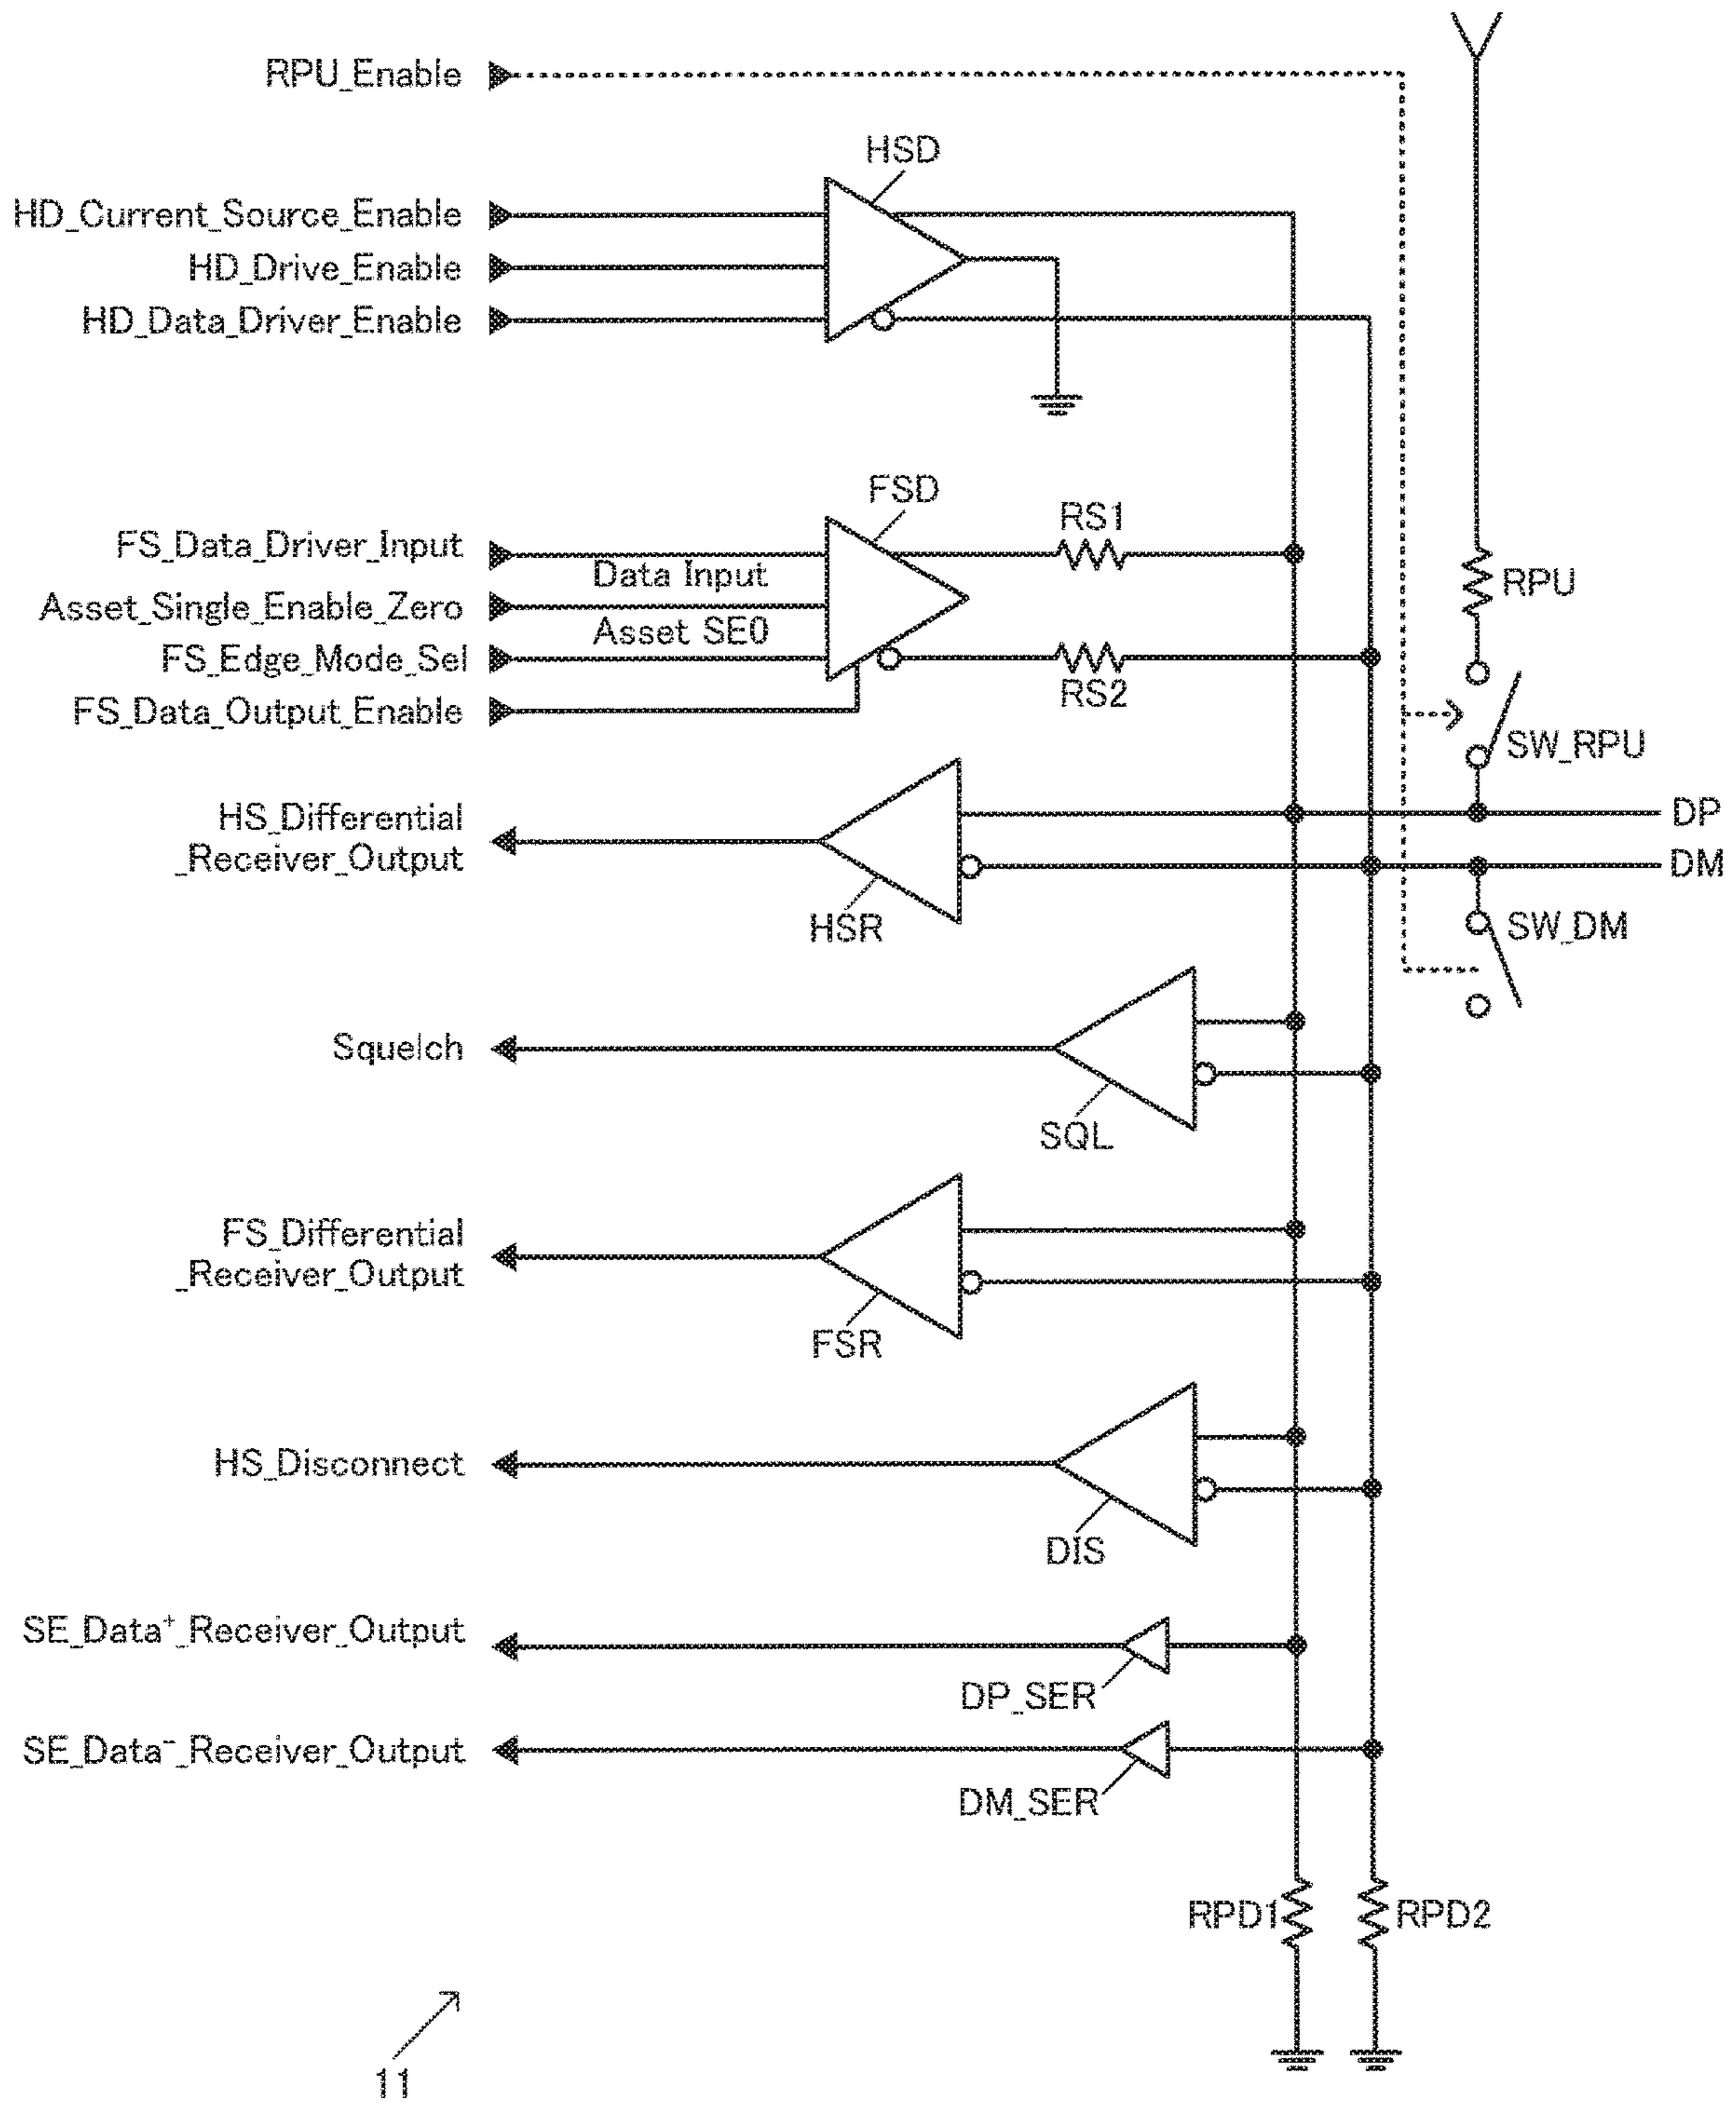 RPU_Enable
HSD
HD_Current_Source_Enable
HD_Drive_Enable
HD_Data_Driver_Enable
FSD
RS1
FS_Data_Driver_Input
Data Input
RPU
Asset_Single_Enable_Zero
Asset SE0
FS_Edge_Mode_Sel
RS2
FS_Data_Output_Enable
SW_RPU
HS_Differential
_Receiver_Output
DP
DM
HSR
SW_DM
Squelch
SQL
FS_Differential
_Receiver_Output
FSR
HS_Disconnect
DIS
SE_Data⁺_Receiver_Output
DP_SER
SE_Data⁻_Receiver_Output
DM_SER
RPD1
RPD2
11